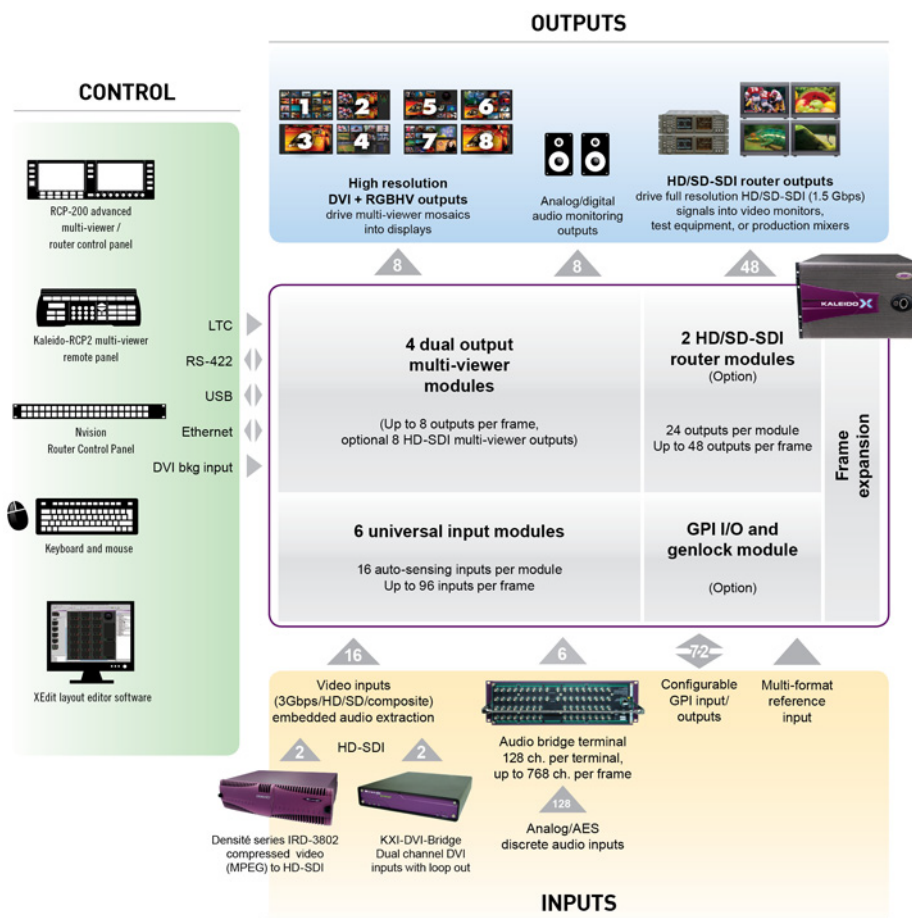 OUTPUTS
CONTROL
RCP-200 advanced
multi-viewer /
router control panel
Kaleido-RCP2 multi-viewer
remote panel
Nvision
Router Control Panel
Keyboard and mouse
XEdit layout editor software
LTC
RS-422
USB
Ethernet
DVI bkg input
1
2
3
4
5
6
7
8
High resolution
DVI + RGBHV outputs
drive multi-viewer mosaics
into displays
Analog/digital
audio monitoring
outputs
HD/SD-SDI router outputs
drive full resolution HD/SD-SDI (1.5 Gbps)
signals into video monitors,
test equipment, or production mixers
8
8
48
KALEIDO X
4 dual output
multi-viewer
modules
(Up to 8 outputs per frame,
optional 8 HD-SDI multi-viewer outputs)
2 HD/SD-SDI
router modules
(Option)
24 outputs per module
Up to 48 outputs per frame
Frame
expansion
6 universal input modules
16 auto-sensing inputs per module
Up to 96 inputs per frame
GPI I/O and
genlock module
(Option)
16
6
72
Video inputs
(3Gbps/HD/SD/composite)
embedded audio extraction
Configurable
GPI input/
outputs
Multi-format
reference
input
2
HD-SDI
2
Audio bridge terminal
128 ch. per terminal,
up to 768 ch. per frame
128
Analog/AES
discrete audio inputs
Densité series IRD-3802
compressed video
(MPEG) to HD-SDI
KXI-DVI-Bridge
Dual channel DVI
inputs with loop out
INPUTS